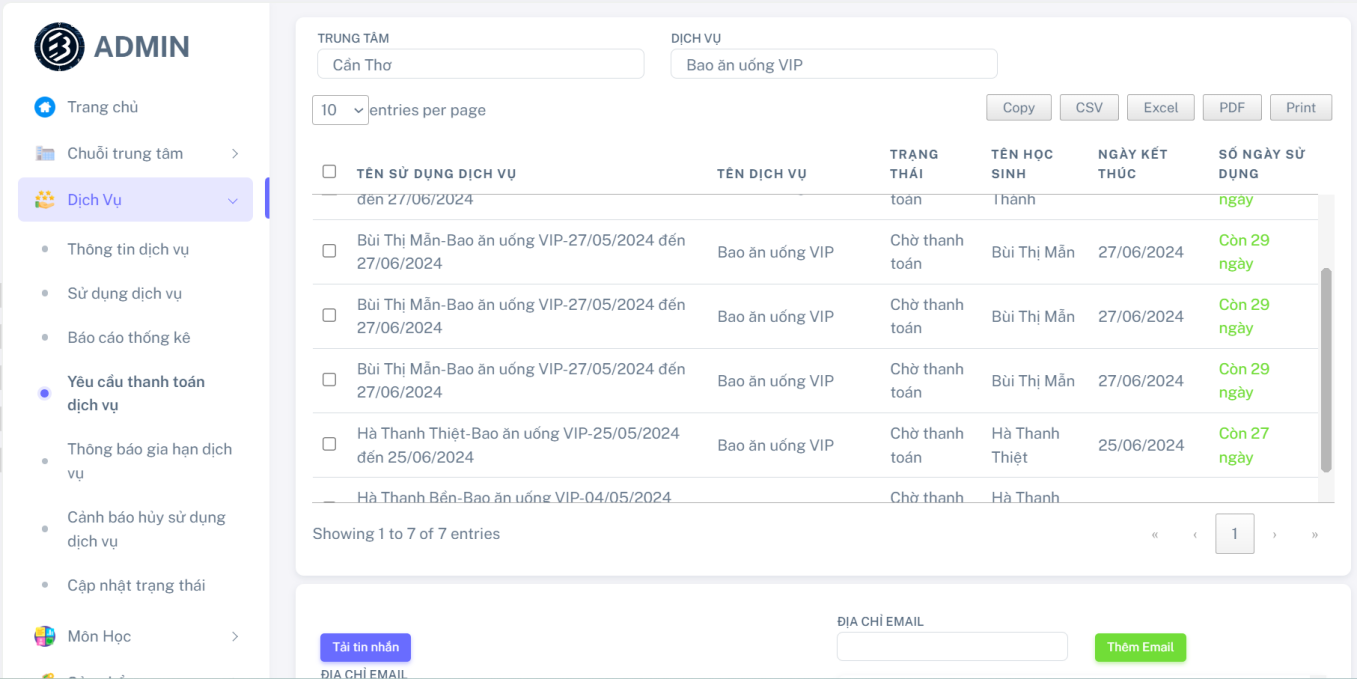 ADMIN
Trang chủ
Chuỗi trung tâm
Dịch Vụ
Thông tin dịch vụ
Sử dụng dịch vụ
Báo cáo thống kê
Yêu cầu thanh toán
dịch vụ
Thông báo gia hạn dịch
vụ
Cảnh báo hủy sử dụng
dịch vụ
Cập nhật trạng thái
Môn Học
TRUNG TÂM
DỊCH VỤ
Cần Thơ
Bao ăn uống VIP
10 entries per page
Copy CSV Excel PDF Print
TÊN SỬ DỤNG DỊCH VỤ
TÊN DỊCH VỤ
TRẠNG
THÁI
TÊN HỌC
SINH
NGÀY KẾT
THÚC
SỐ NGÀY SỬ
DỤNG
đến 27/06/2024
toán
Thành
ngày
Bùi Thị Mẫn-Bao ăn uống VIP-27/05/2024 đến
27/06/2024
Bao ăn uống VIP
Chờ thanh
toán
Bùi Thị Mẫn
27/06/2024
Còn 29
ngày
Bùi Thị Mẫn-Bao ăn uống VIP-27/05/2024 đến
27/06/2024
Bao ăn uống VIP
Chờ thanh
toán
Bùi Thị Mẫn
27/06/2024
Còn 29
ngày
Bùi Thị Mẫn-Bao ăn uống VIP-27/05/2024 đến
27/06/2024
Bao ăn uống VIP
Chờ thanh
toán
Bùi Thị Mẫn
27/06/2024
Còn 29
ngày
Hà Thanh Thiệt-Bao ăn uống VIP-25/05/2024
đến 25/06/2024
Bao ăn uống VIP
Chờ thanh
toán
Hà Thanh
Thiệt
25/06/2024
Còn 27
ngày
Hà Thanh Bền-Bao ăn uống VIP-04/05/2024
Chờ thanh
Hà Thanh
Showing 1 to 7 of 7 entries
« ‹ 1 › »
ĐỊA CHỈ EMAIL
Tải tin nhắn
Thêm Email
ĐỊA CHỈ EMAIL